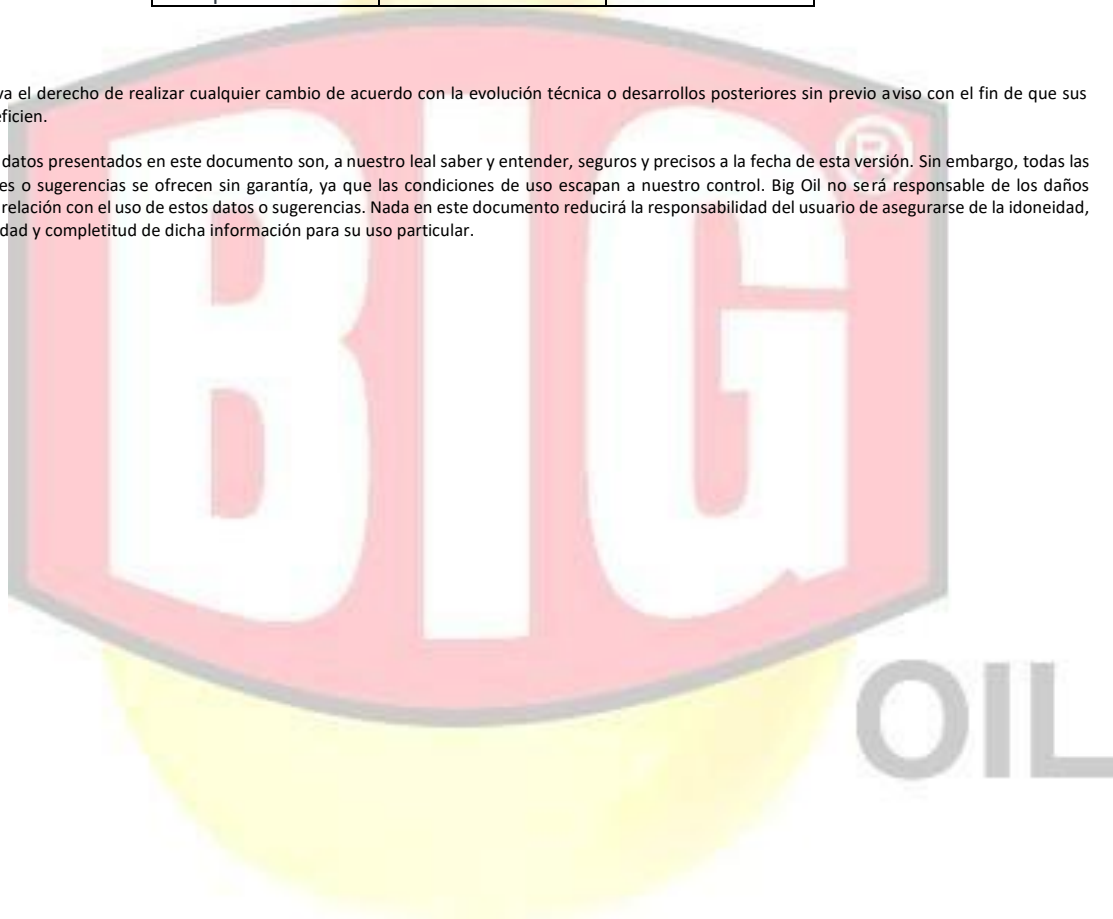 va el derecho de realizar cualquier cambio de acuerdo con la evolución técnica o desarrollos posteriores sin previo aviso con el fin de que sus
eficien.
datos presentados en este documento son, a nuestro leal saber y entender, seguros y precisos a la fecha de esta versión. Sin embargo, todas las
es o sugerencias se ofrecen sin garantía, ya que las condiciones de uso escapan a nuestro control. Big Oil no será responsable de los daños
relación con el uso de estos datos o sugerencias. Nada en este documento reducirá la responsabilidad del usuario de asegurarse de la idoneidad,
dad y completitud de dicha información para su uso particular.
BIG ®
OIL